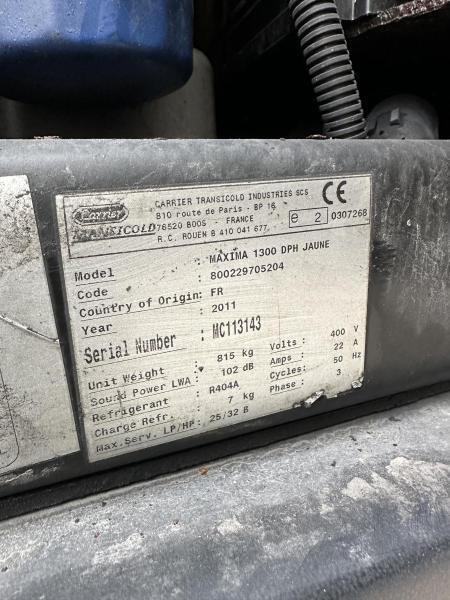 Carrier
TRANSICOLD
CARRIER TRANSICOLD INDUSTRIES SCS
810 route de Paris - BP 16
76520 BOOS - FRANCE
R.C. ROUEN B 410 041 677
CE
e 2 0307268
Model : MAXIMA 1300 DPH JAUNE
Code : 800229705204
Country of Origin: FR
Year : 2011
Serial Number : MC113143
Unit Weight : 815 kg
Sound Power LWA : 102 dB
Refrigerant : R404A
Charge Refr. : 7 kg
Max.Serv. LP/HP: 25/32 B
Volts : 400 V
Amps : 22 A
Cycles: 50 Hz
Phase : 3